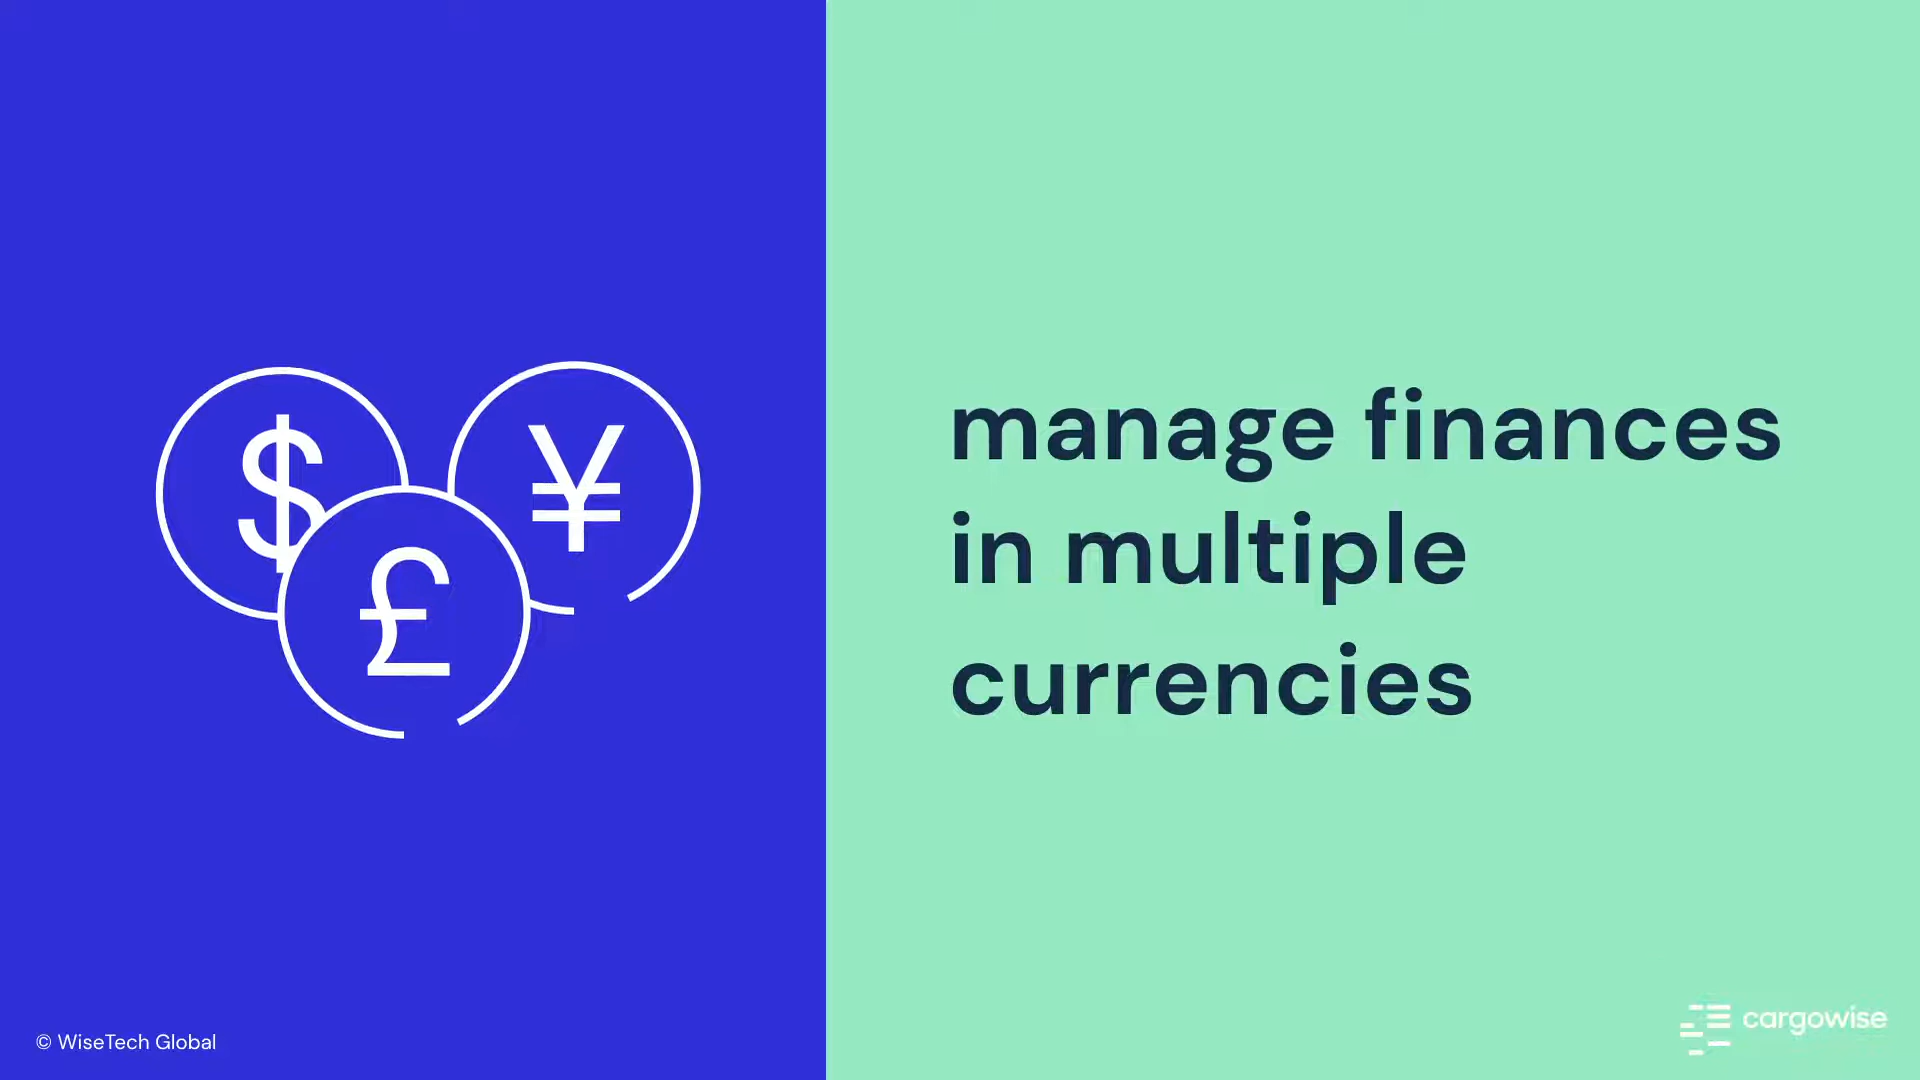 $
¥
£
manage finances
in multiple
currencies
© WiseTech Global
cargowise